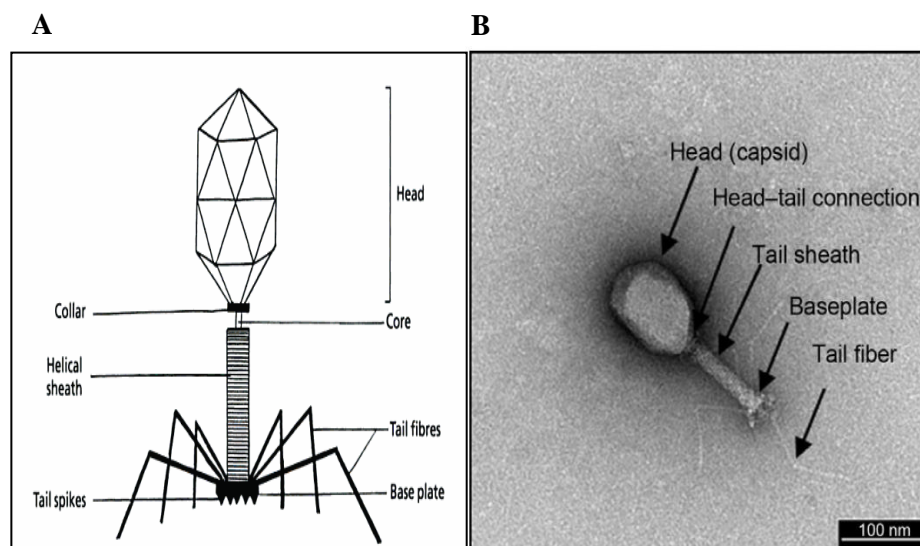 A
B
Head
Collar
Core
Helical
sheath
Tail fibres
Tail spikes
Base plate
Head (capsid)
Head–tail connection
Tail sheath
Baseplate
Tail fiber
100 nm